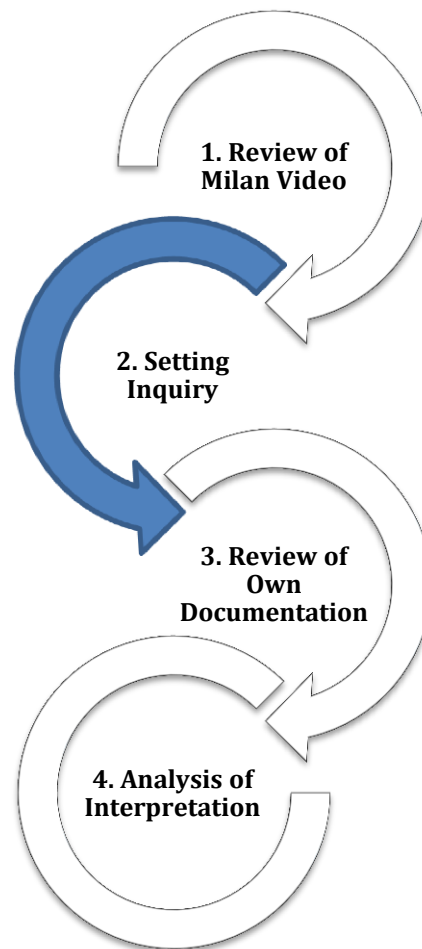 1. Review of
Milan Video
2. Setting
Inquiry
3. Review of
Own
Documentation
4. Analysis of
Interpretation